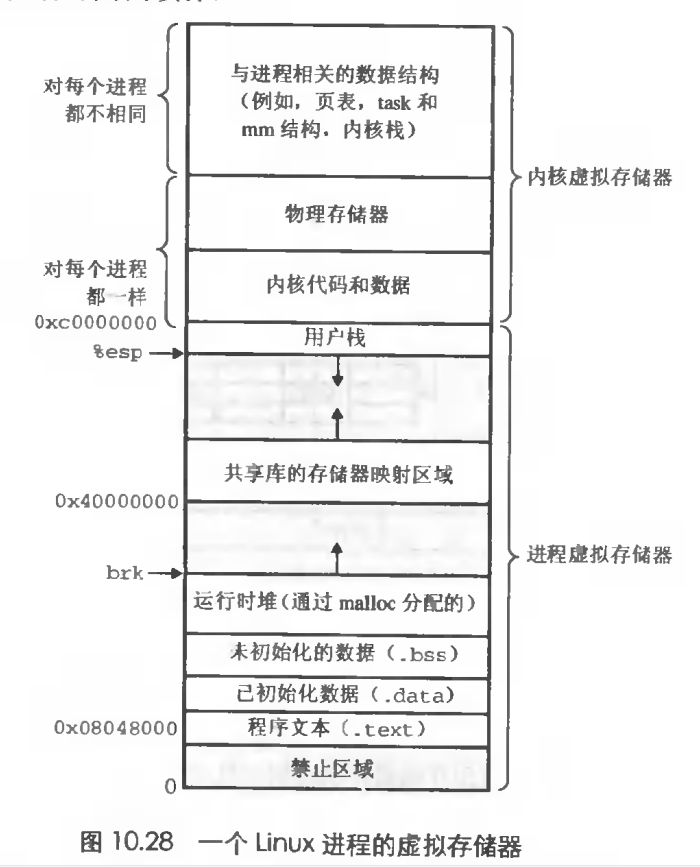 对每个进程
都不相同
与进程相关的数据结构
（例如，页表，task 和
mm 结构，内核栈）
内核虚拟存储器
物理存储器
对每个进程
都一样
内核代码和数据
0xc0000000
用户栈
%esp
共享库的存储器映射区域
0x40000000
进程虚拟存储器
brk
运行时堆（通过 malloc 分配的）
未初始化的数据（.bss）
已初始化数据（.data）
0x08048000
程序文本（.text）
禁止区域
0
图 10.28 一个 Linux 进程的虚拟存储器